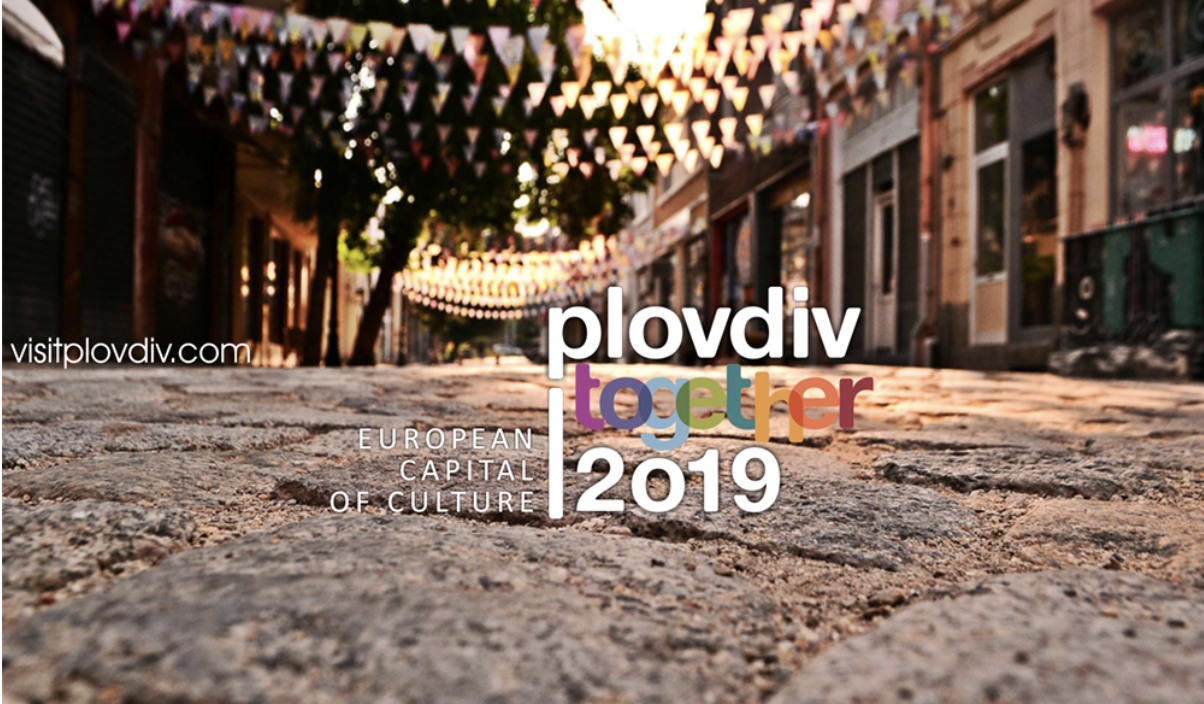 visitplovdiv.com
plovdiv
together
2019
EUROPEAN
CAPITAL
OF CULTURE